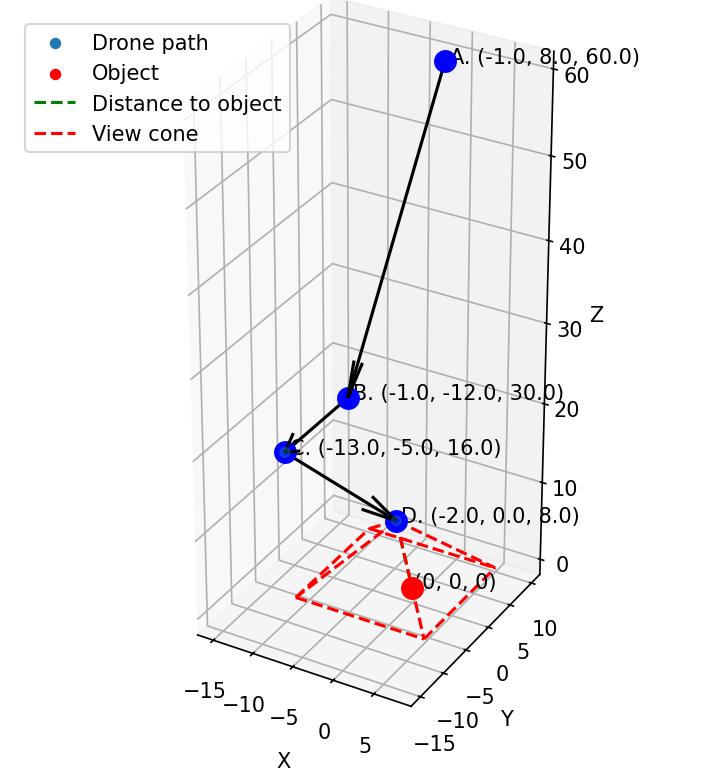 Drone path
Object
Distance to object
View cone
A. (-1.0, 8.0, 60.0)
60
50
40
30
Z
B. (-1.0, -12.0, 30.0)
20
C. (-13.0, -5.0, 16.0)
10
D. (-2.0, 0.0, 8.0)
0
(0, 0, 0)
10
5
0
−5
−10
−15
Y
−15
−10
−5
0
5
X